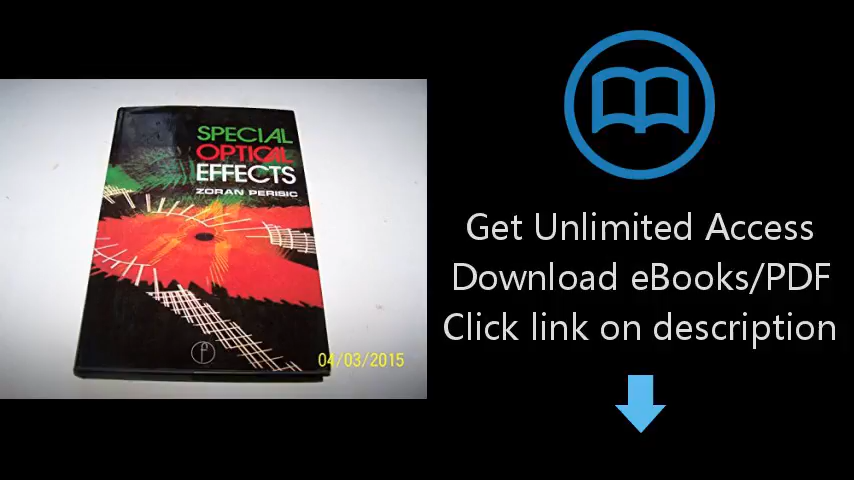 SPECIAL
OPTICAL
EFFECTS
ZORAN PERISIC
04/03/2015
Get Unlimited Access
Download eBooks/PDF
Click link on description